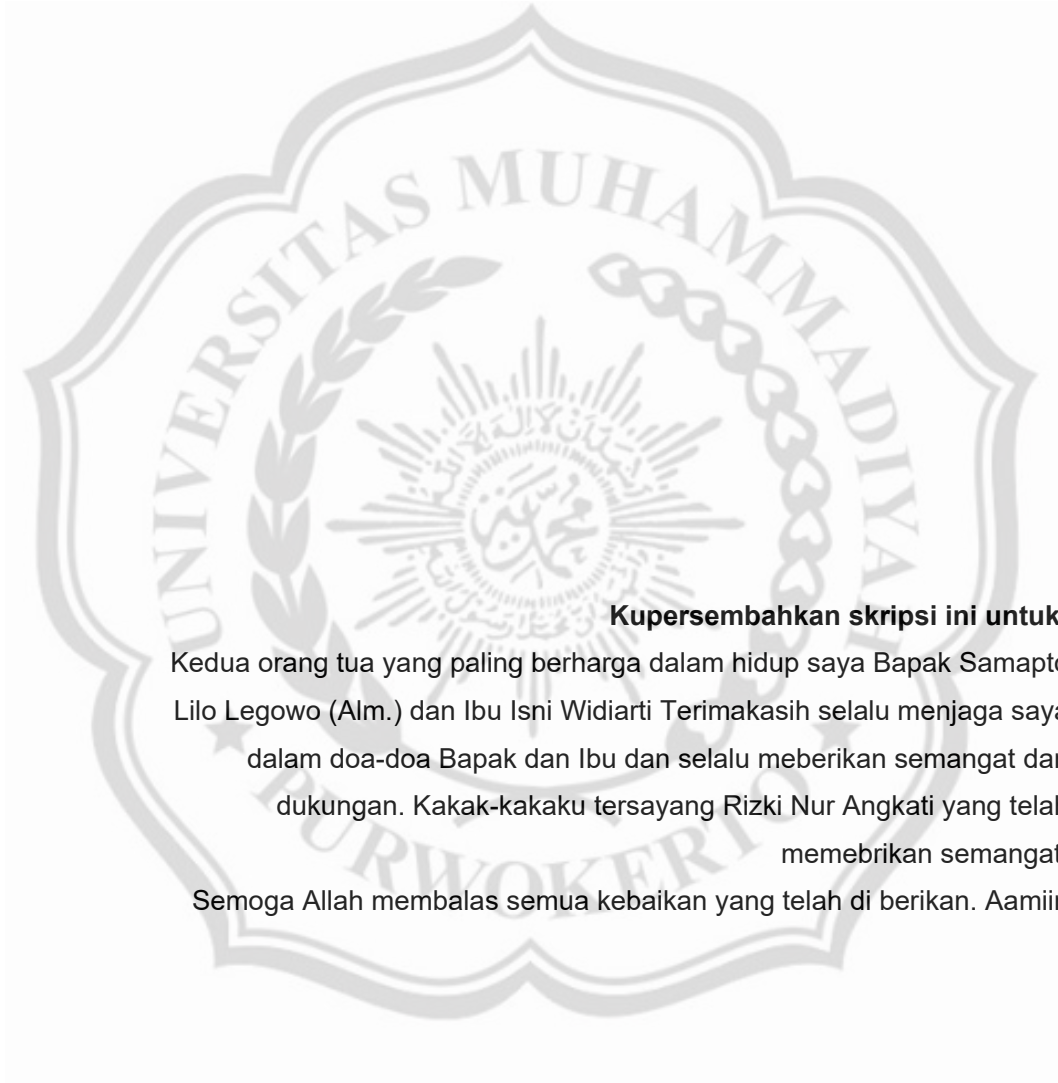 UNIVERSITAS MUHAMMADIYAH
PURWOKERTO
Kupersembahkan skripsi ini untuk
Kedua orang tua yang paling berharga dalam hidup saya Bapak Samapto
Lilo Legowo (Alm.) dan Ibu Isni Widiarti Terimakasih selalu menjaga saya
dalam doa-doa Bapak dan Ibu dan selalu meberikan semangat dan
dukungan. Kakak-kakaku tersayang Rizki Nur Angkati yang telah
memebrikan semangat
Semoga Allah membalas semua kebaikan yang telah di berikan. Aamiin